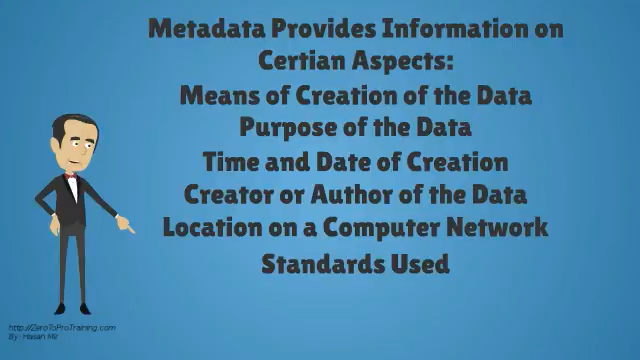 Metadata Provides Information on
Certian Aspects:
Means of Creation of the Data
Purpose of the Data
Time and Date of Creation
Creator or Author of the Data
Location on a Computer Network
Standards Used
http://ZeroToProTraining.com
By: Hasan Mir